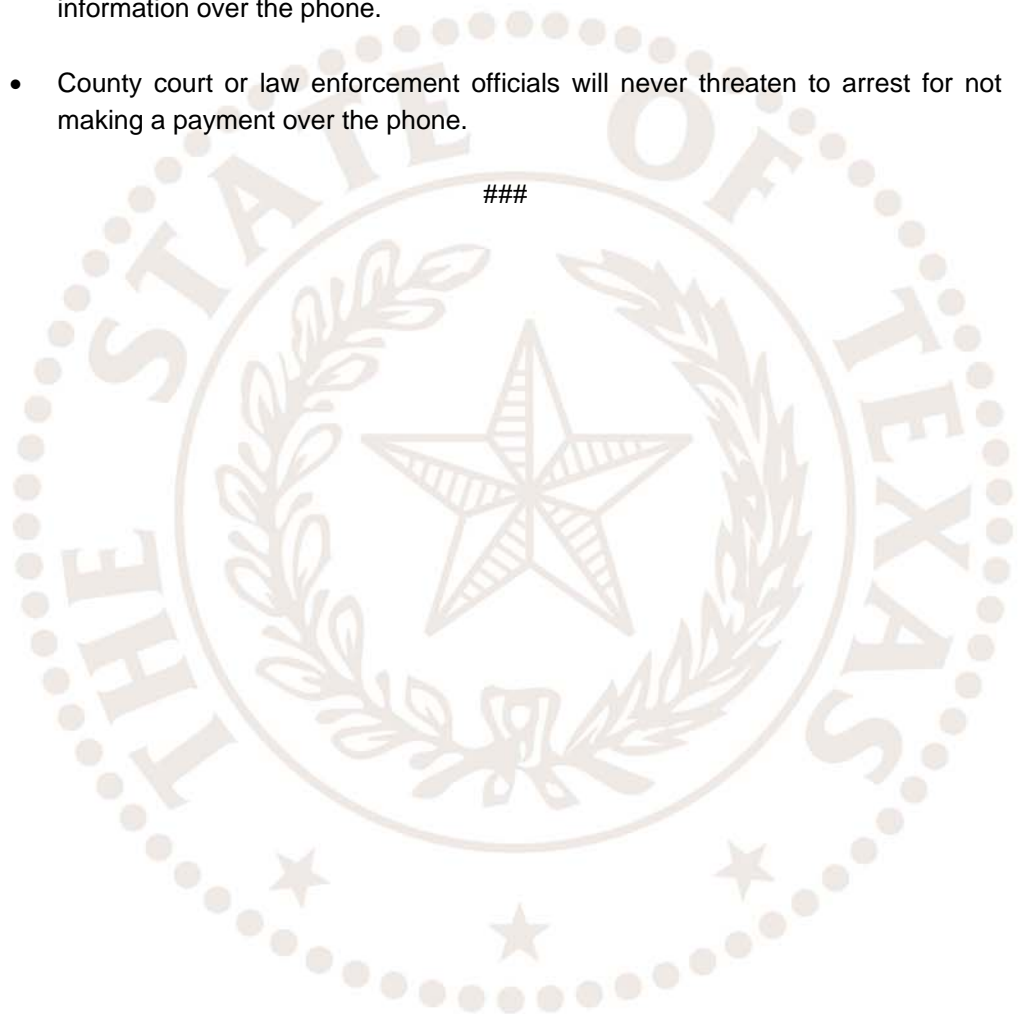 information over the phone.
• County court or law enforcement officials will never threaten to arrest for not
making a payment over the phone.
###
THE STATE OF TEXAS